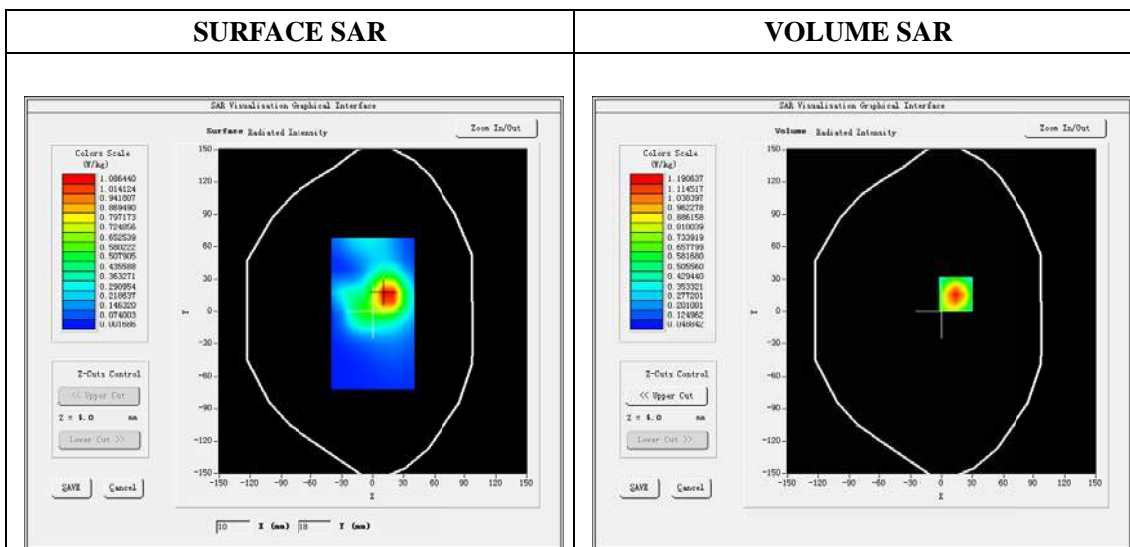 SURFACE SAR
SAR Visualisation Graphical Interface
Surface Radiated Intensity
Zoom In/Out
Colors Scale
(W/kg)
1.086440
1.014124
0.941807
0.869490
0.797173
0.724856
0.652539
0.580222
0.507905
0.435588
0.363271
0.290954
0.218637
0.146320
0.074003
0.001686
150
120
90
60
30
0
-30
-60
-90
-120
-150
Y
-150 -120 -90 -60 -30 0 30 60 90 120 150
X
Z-Cuts Control
<< Upper Cut
Z = 4.0 mm
Lower Cut >>
SAVE Cancel
10 X (mm) 18 Y (mm)
VOLUME SAR
SAR Visualisation Graphical Interface
Volume Radiated Intensity
Zoom In/Out
Colors Scale
(W/kg)
1.190637
1.114517
1.038397
0.962278
0.886158
0.810039
0.733919
0.657799
0.581680
0.505560
0.429440
0.353321
0.277201
0.201081
0.124962
0.048842
150
120
90
60
30
0
-30
-60
-90
-120
-150
Y
-150 -120 -90 -60 -30 0 30 60 90 120 150
X
Z-Cuts Control
<< Upper Cut
Z = 4.0 mm
Lower Cut >>
SAVE Cancel